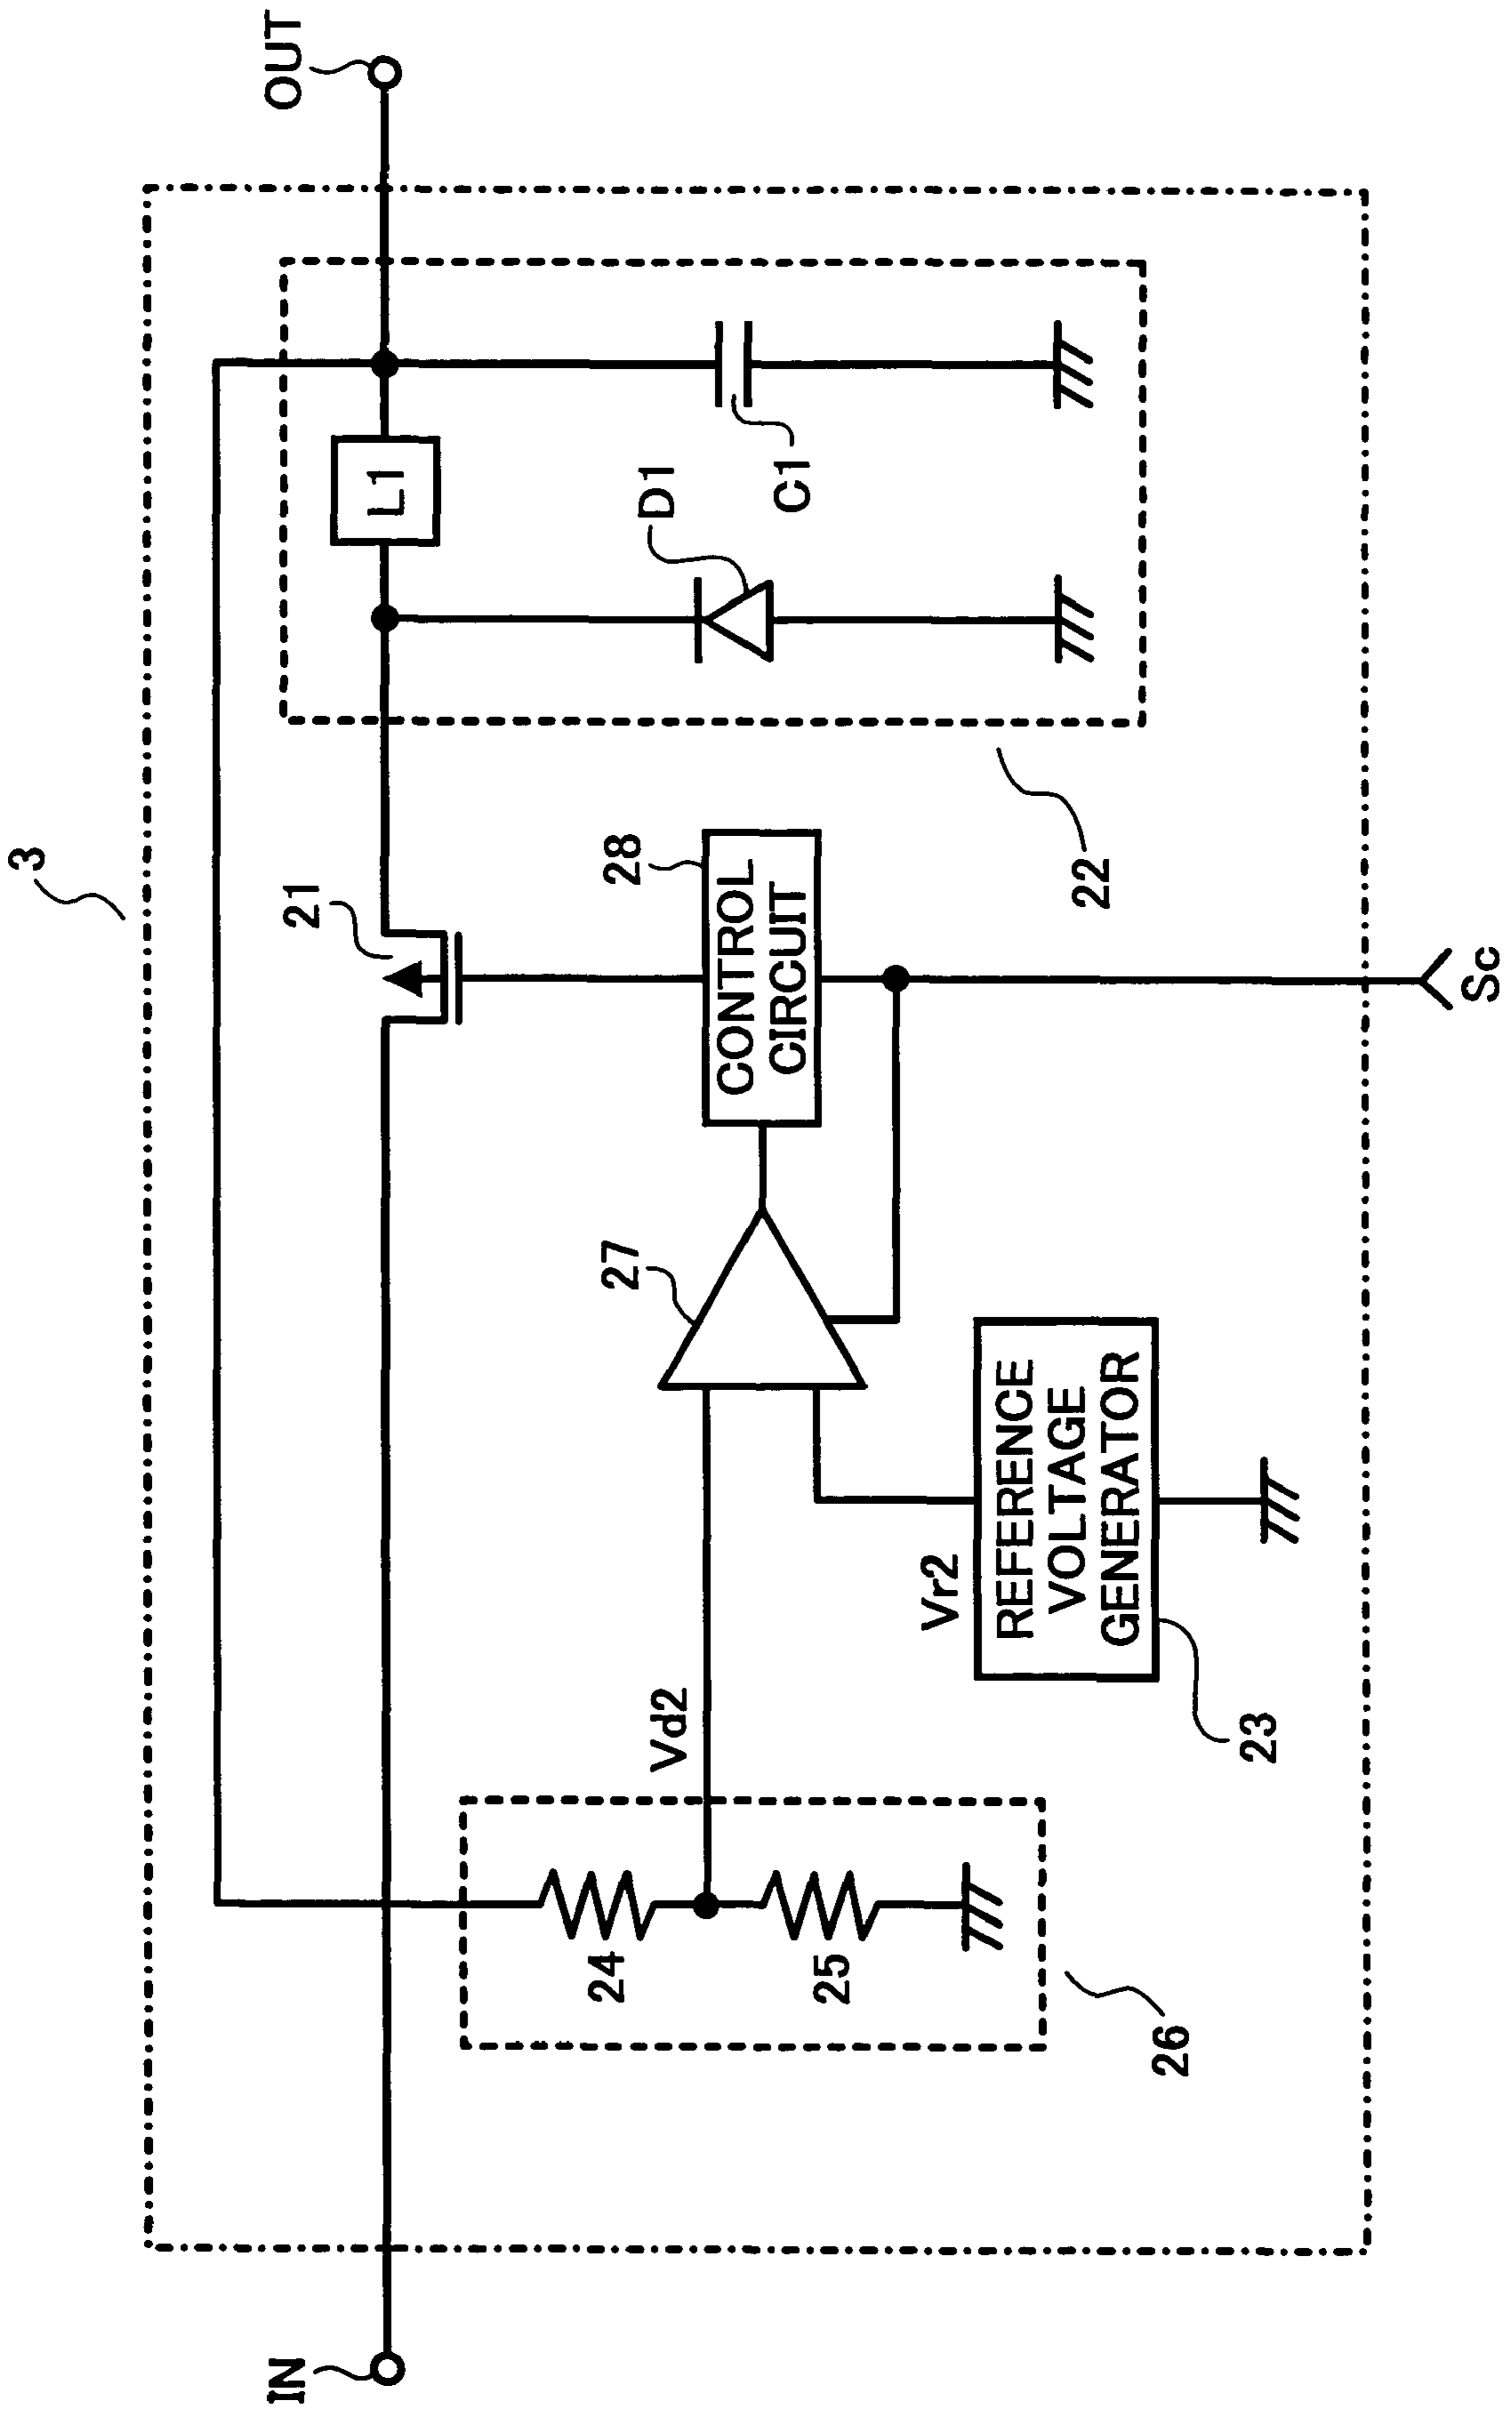 3
IN
OUT
21
L1
D1
C1
22
28
CONTROL
CIRCUIT
27
Vd2
Vr2
REFERENCE
VOLTAGE
GENERATOR
23
24
25
26
Sc